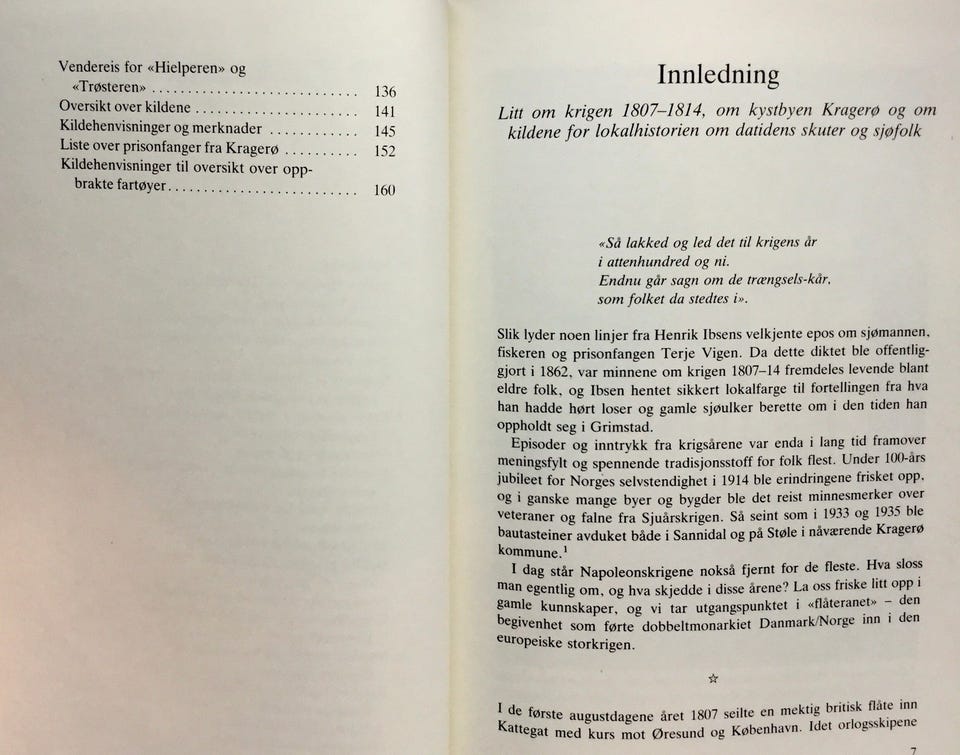 Vendereis for «Hielperen» og
«Trøsteren» ............................ 136
Oversikt over kildene ...................... 141
Kildehenvisninger og merknader ............ 145
Liste over prisonfanger fra Kragerø .......... 152
Kildehenvisninger til oversikt over opp-
brakte fartøyer .......................... 160
Innledning
Litt om krigen 1807–1814, om kystbyen Kragerø og om
kildene for lokalhistorien om datidens skuter og sjøfolk
«Så lakked og led det til krigens år
i attenhundred og ni.
Endnu går sagn om de trængsels-kår,
som folket da stedtes i».
Slik lyder noen linjer fra Henrik Ibsens velkjente epos om sjømannen,
fiskeren og prisonfangen Terje Vigen. Da dette diktet ble offentlig-
gjort i 1862, var minnene om krigen 1807–14 fremdeles levende blant
eldre folk, og Ibsen hentet sikkert lokalfarge til fortellingen fra hva
han hadde hørt loser og gamle sjøulker berette om i den tiden han
oppholdt seg i Grimstad.
Episoder og inntrykk fra krigsårene var enda i lang tid framover
meningsfylt og spennende tradisjonsstoff for folk flest. Under 100-års
jubileet for Norges selvstendighet i 1914 ble erindringene frisket opp,
og i ganske mange byer og bygder ble det reist minnesmerker over
veteraner og falne fra Sjuårskrigen. Så seint som i 1933 og 1935 ble
bautasteiner avduket både i Sannidal og på Støle i nåværende Kragerø
kommune.¹
I dag står Napoleonskrigene nokså fjernt for de fleste. Hva sloss
man egentlig om, og hva skjedde i disse årene? La oss friske litt opp i
gamle kunnskaper, og vi tar utgangspunktet i «flåteranet» – den
begivenhet som førte dobbeltmonarkiet Danmark/Norge inn i den
europeiske storkrigen.
☆
I de første augustdagene året 1807 seilte en mektig britisk flåte inn
Kattegat med kurs mot Øresund og København. Idet orlogsskipene
7